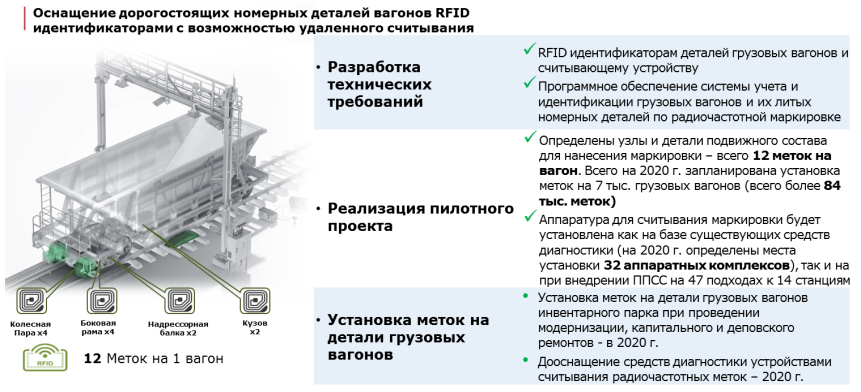 Оснащение дорогостоящих номерных деталей вагонов RFID
идентификаторами с возможностью удаленного считывания
• Разработка
технических
требований
✓ RFID идентификаторам деталей грузовых вагонов и
считывающему устройству
✓ Программное обеспечение системы учета и
идентификации грузовых вагонов и их литых
номерных деталей по радиочастотной маркировке
• Реализация пилотного
проекта
✓ Определены узлы и детали подвижного состава
для нанесения маркировки – всего 12 меток на
вагон. Всего на 2020 г. запланирована установка
меток на 7 тыс. грузовых вагонов (всего более 84
тыс. меток)
✓ Аппаратура для считывания маркировки будет
установлена как на базе существующих средств
диагностики (на 2020 г. определены места
установки 32 аппаратных комплексов), так и на
при внедрении ППСС на 47 подходах к 14 станциям
• Установка меток на
детали грузовых
вагонов
• Установка меток на детали грузовых вагонов
инвентарного парка при проведении
модернизации, капитального и деповского
ремонтов - в 2020 г.
• Дооснащение средств диагностики устройствами
считывания радиочастотных меток – 2020 г.
Колесная
Пара x4
Боковая
рама x4
Надрессорная
балка x2
Кузов
x2
RFID
12 Меток на 1 вагон